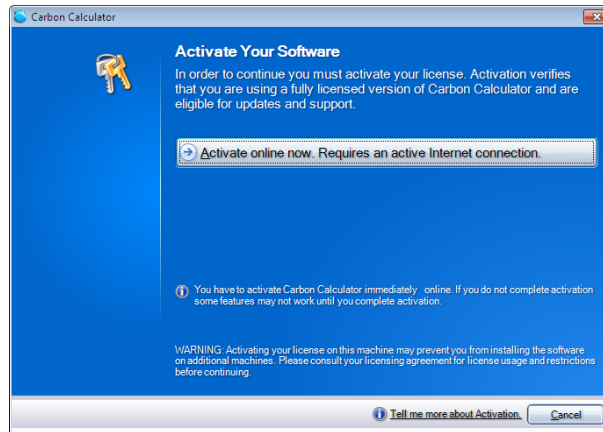 Carbon Calculator
Activate Your Software
In order to continue you must activate your license. Activation verifies
that you are using a fully licensed version of Carbon Calculator and are
eligible for updates and support.
Activate online now. Requires an active Internet connection.
You have to activate Carbon Calculator immediately online. If you do not complete activation
some features may not work until you complete activation.
WARNING: Activating your license on this machine may prevent you from installing the software
on additional machines. Please consult your licensing agreement for license usage and restrictions
before continuing.
Tell me more about Activation.
Cancel